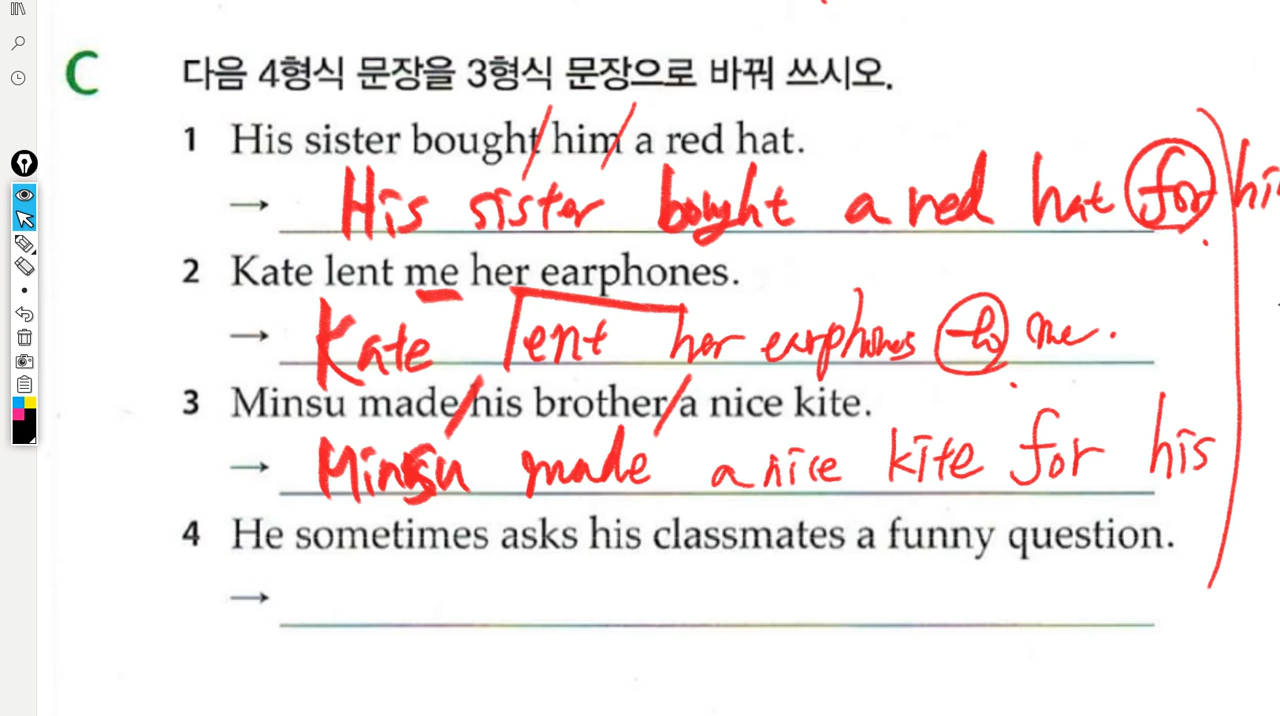 C 다음 4형식 문장을 3형식 문장으로 바꿔 쓰시오.
1 His sister bought him a red hat.
→ His sister bought a red hat for
2 Kate lent me her earphones.
→ Kate lent her earphones to me.
3 Minsu made his brother a nice kite.
→ Minsu made a nice kite for his
4 He sometimes asks his classmates a funny question.
→